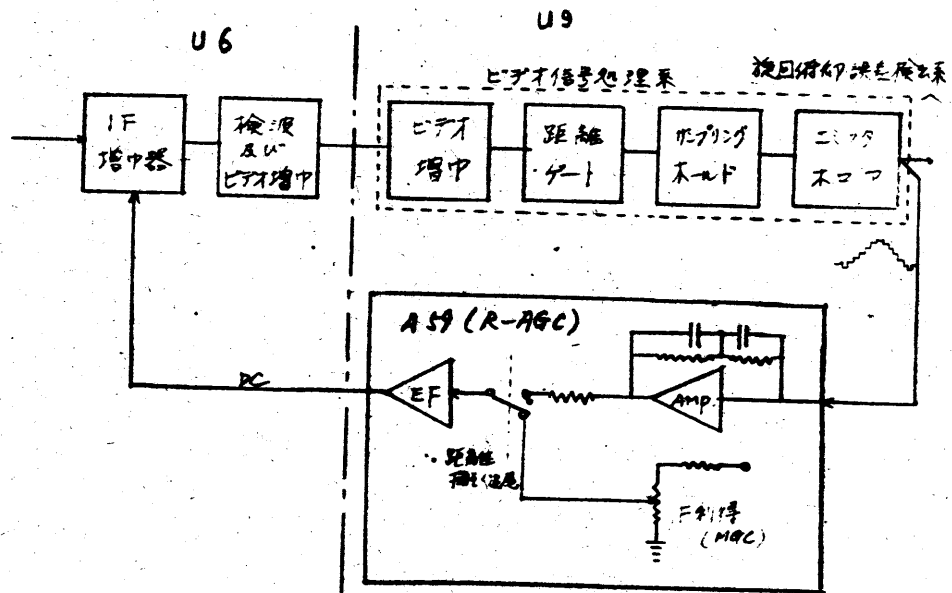 U6
U9
ビデオ信号処理系
旋回俯仰誤差検出系へ
IF
増巾器
検波
及び
ビデオ増巾
ビデオ
増巾
距離
ゲート
サンプリング
ホールド
エミッタ
ホロワ
A59 (R-AGC)
DC
EF
AMP
距離
追尾
利得
(MGC)